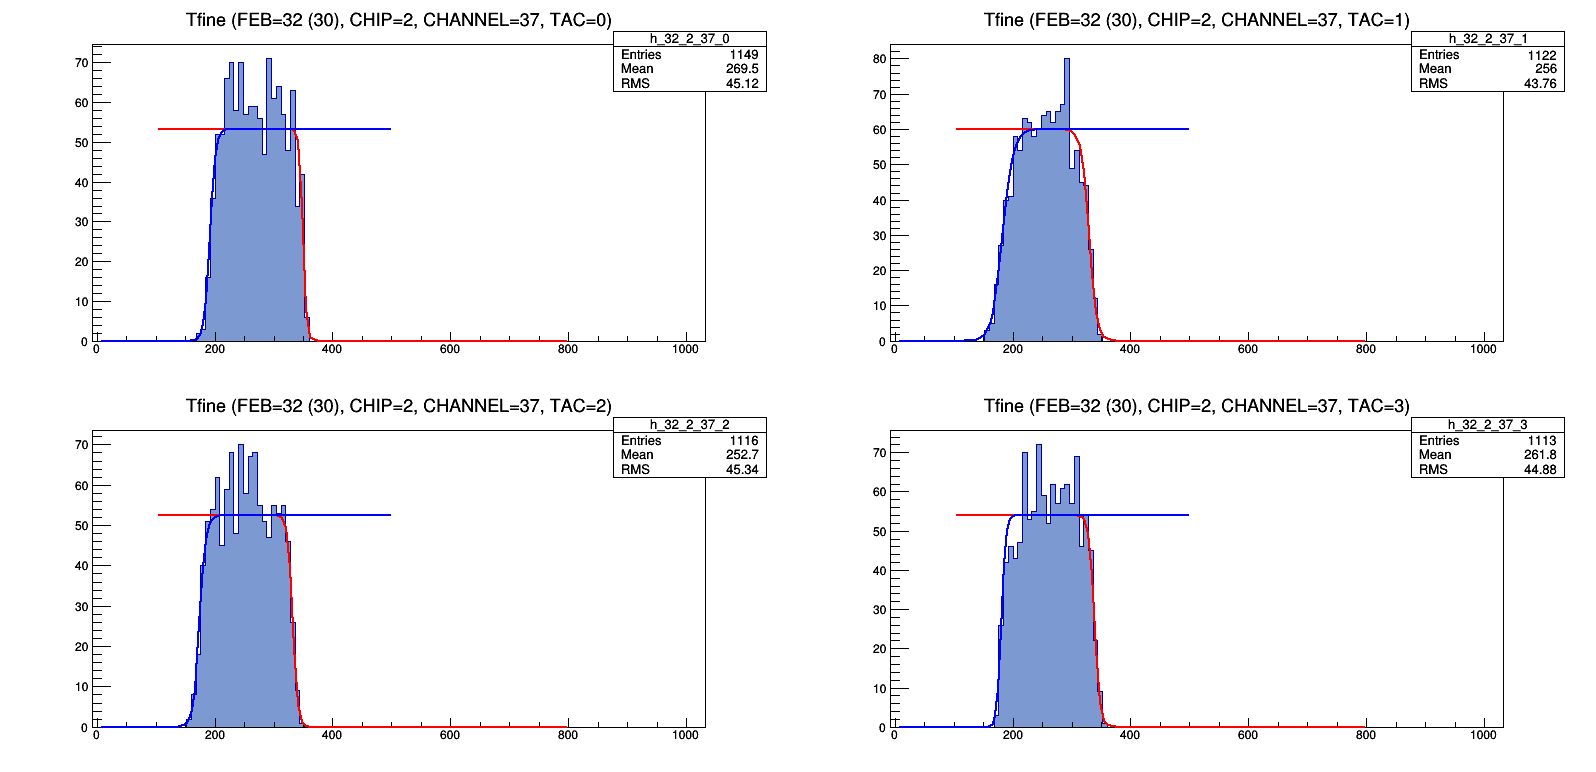 Tfine (FEB=32 (30), CHIP=2, CHANNEL=37, TAC=0)
h_32_2_37_0
Entries 1149
Mean 269.5
RMS 45.12
70
60
50
40
30
20
10
0
0 200 400 600 800 1000
Tfine (FEB=32 (30), CHIP=2, CHANNEL=37, TAC=1)
h_32_2_37_1
Entries 1122
Mean 256
RMS 43.76
80
70
60
50
40
30
20
10
0
0 200 400 600 800 1000
Tfine (FEB=32 (30), CHIP=2, CHANNEL=37, TAC=2)
h_32_2_37_2
Entries 1116
Mean 252.7
RMS 45.34
70
60
50
40
30
20
10
0
0 200 400 600 800 1000
Tfine (FEB=32 (30), CHIP=2, CHANNEL=37, TAC=3)
h_32_2_37_3
Entries 1113
Mean 261.8
RMS 44.88
70
60
50
40
30
20
10
0
0 200 400 600 800 1000